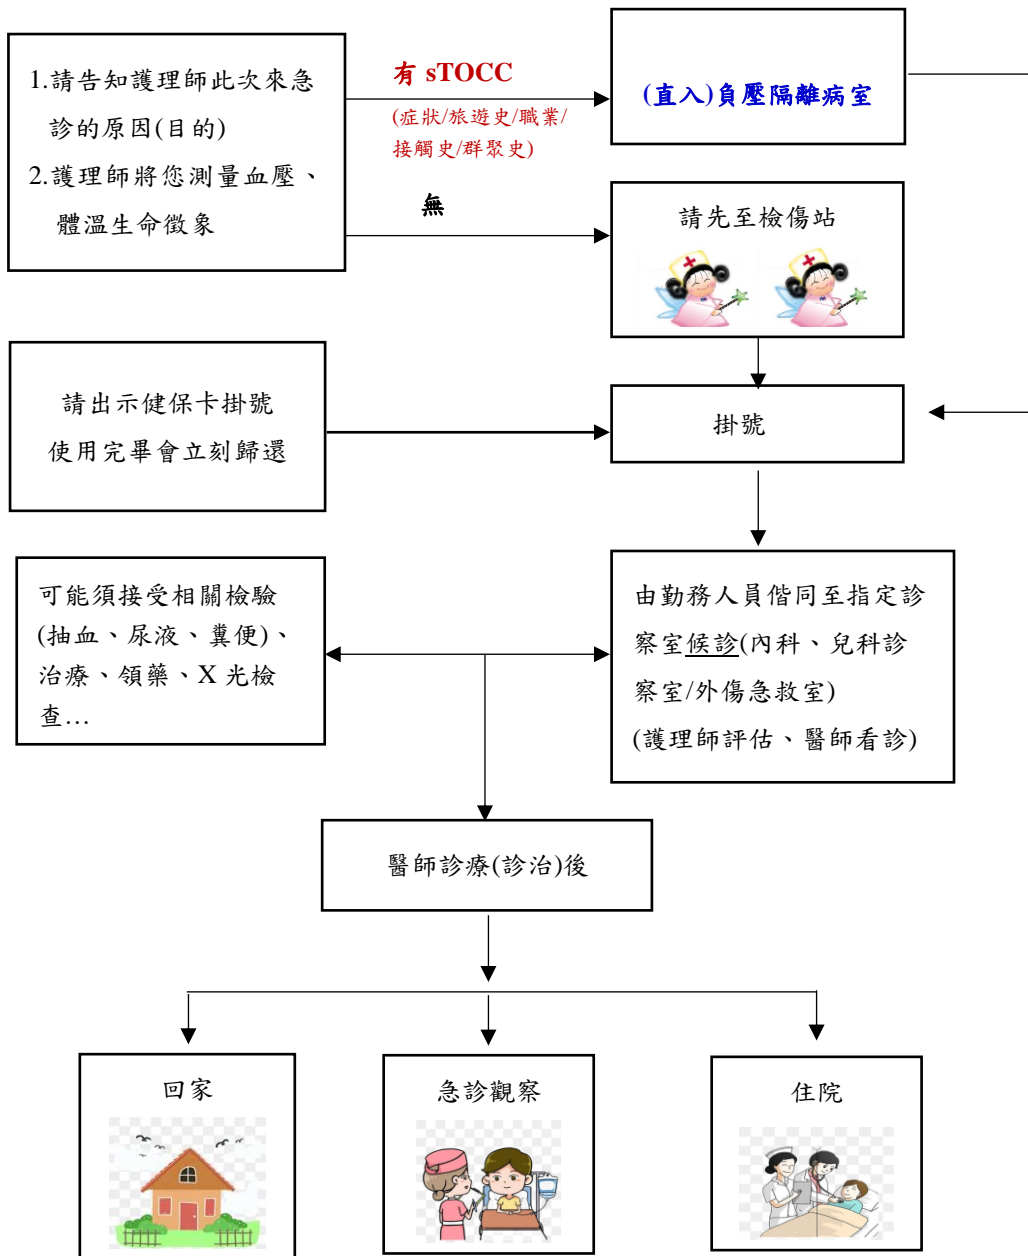 1.請告知護理師此次來急
診的原因(目的)
2.護理師將您測量血壓、
體溫生命徵象
有 sTOCC
(症狀/旅遊史/職業/
接觸史/群聚史)
(直入)負壓隔離病室
無
請先至檢傷站
請出示健保卡掛號
使用完畢會立刻歸還
掛號
可能須接受相關檢驗
(抽血、尿液、糞便)、
治療、領藥、X 光檢
查…
由勤務人員偕同至指定診
察室候診(內科、兒科診
察室/外傷急救室)
(護理師評估、醫師看診)
醫師診療(診治)後
回家
急診觀察
住院